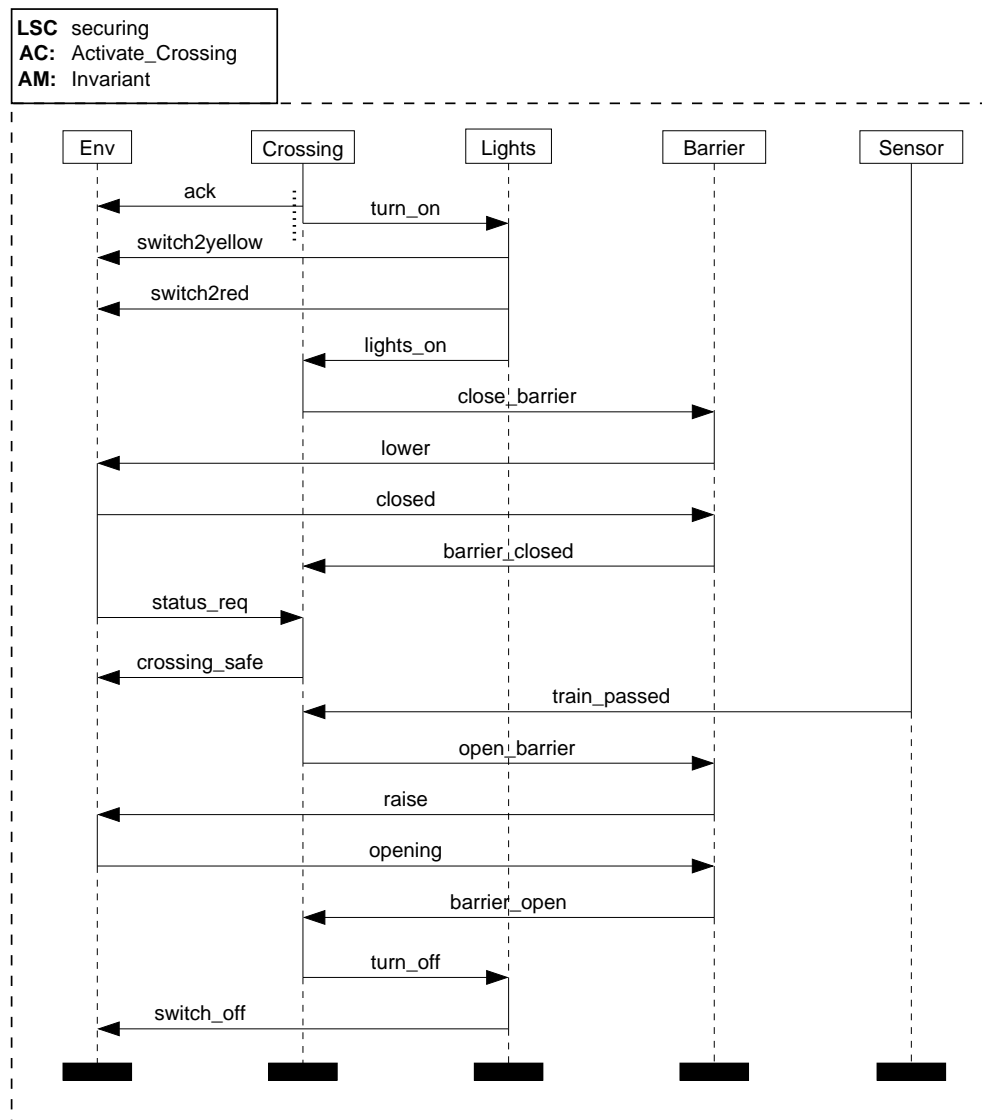 LSC securing
AC: Activate_Crossing
AM: Invariant
Env Crossing Lights Barrier Sensor
ack
turn_on
switch2yellow
switch2red
lights_on
close_barrier
lower
closed
barrier_closed
status_req
crossing_safe
train_passed
open_barrier
raise
opening
barrier_open
turn_off
switch_off